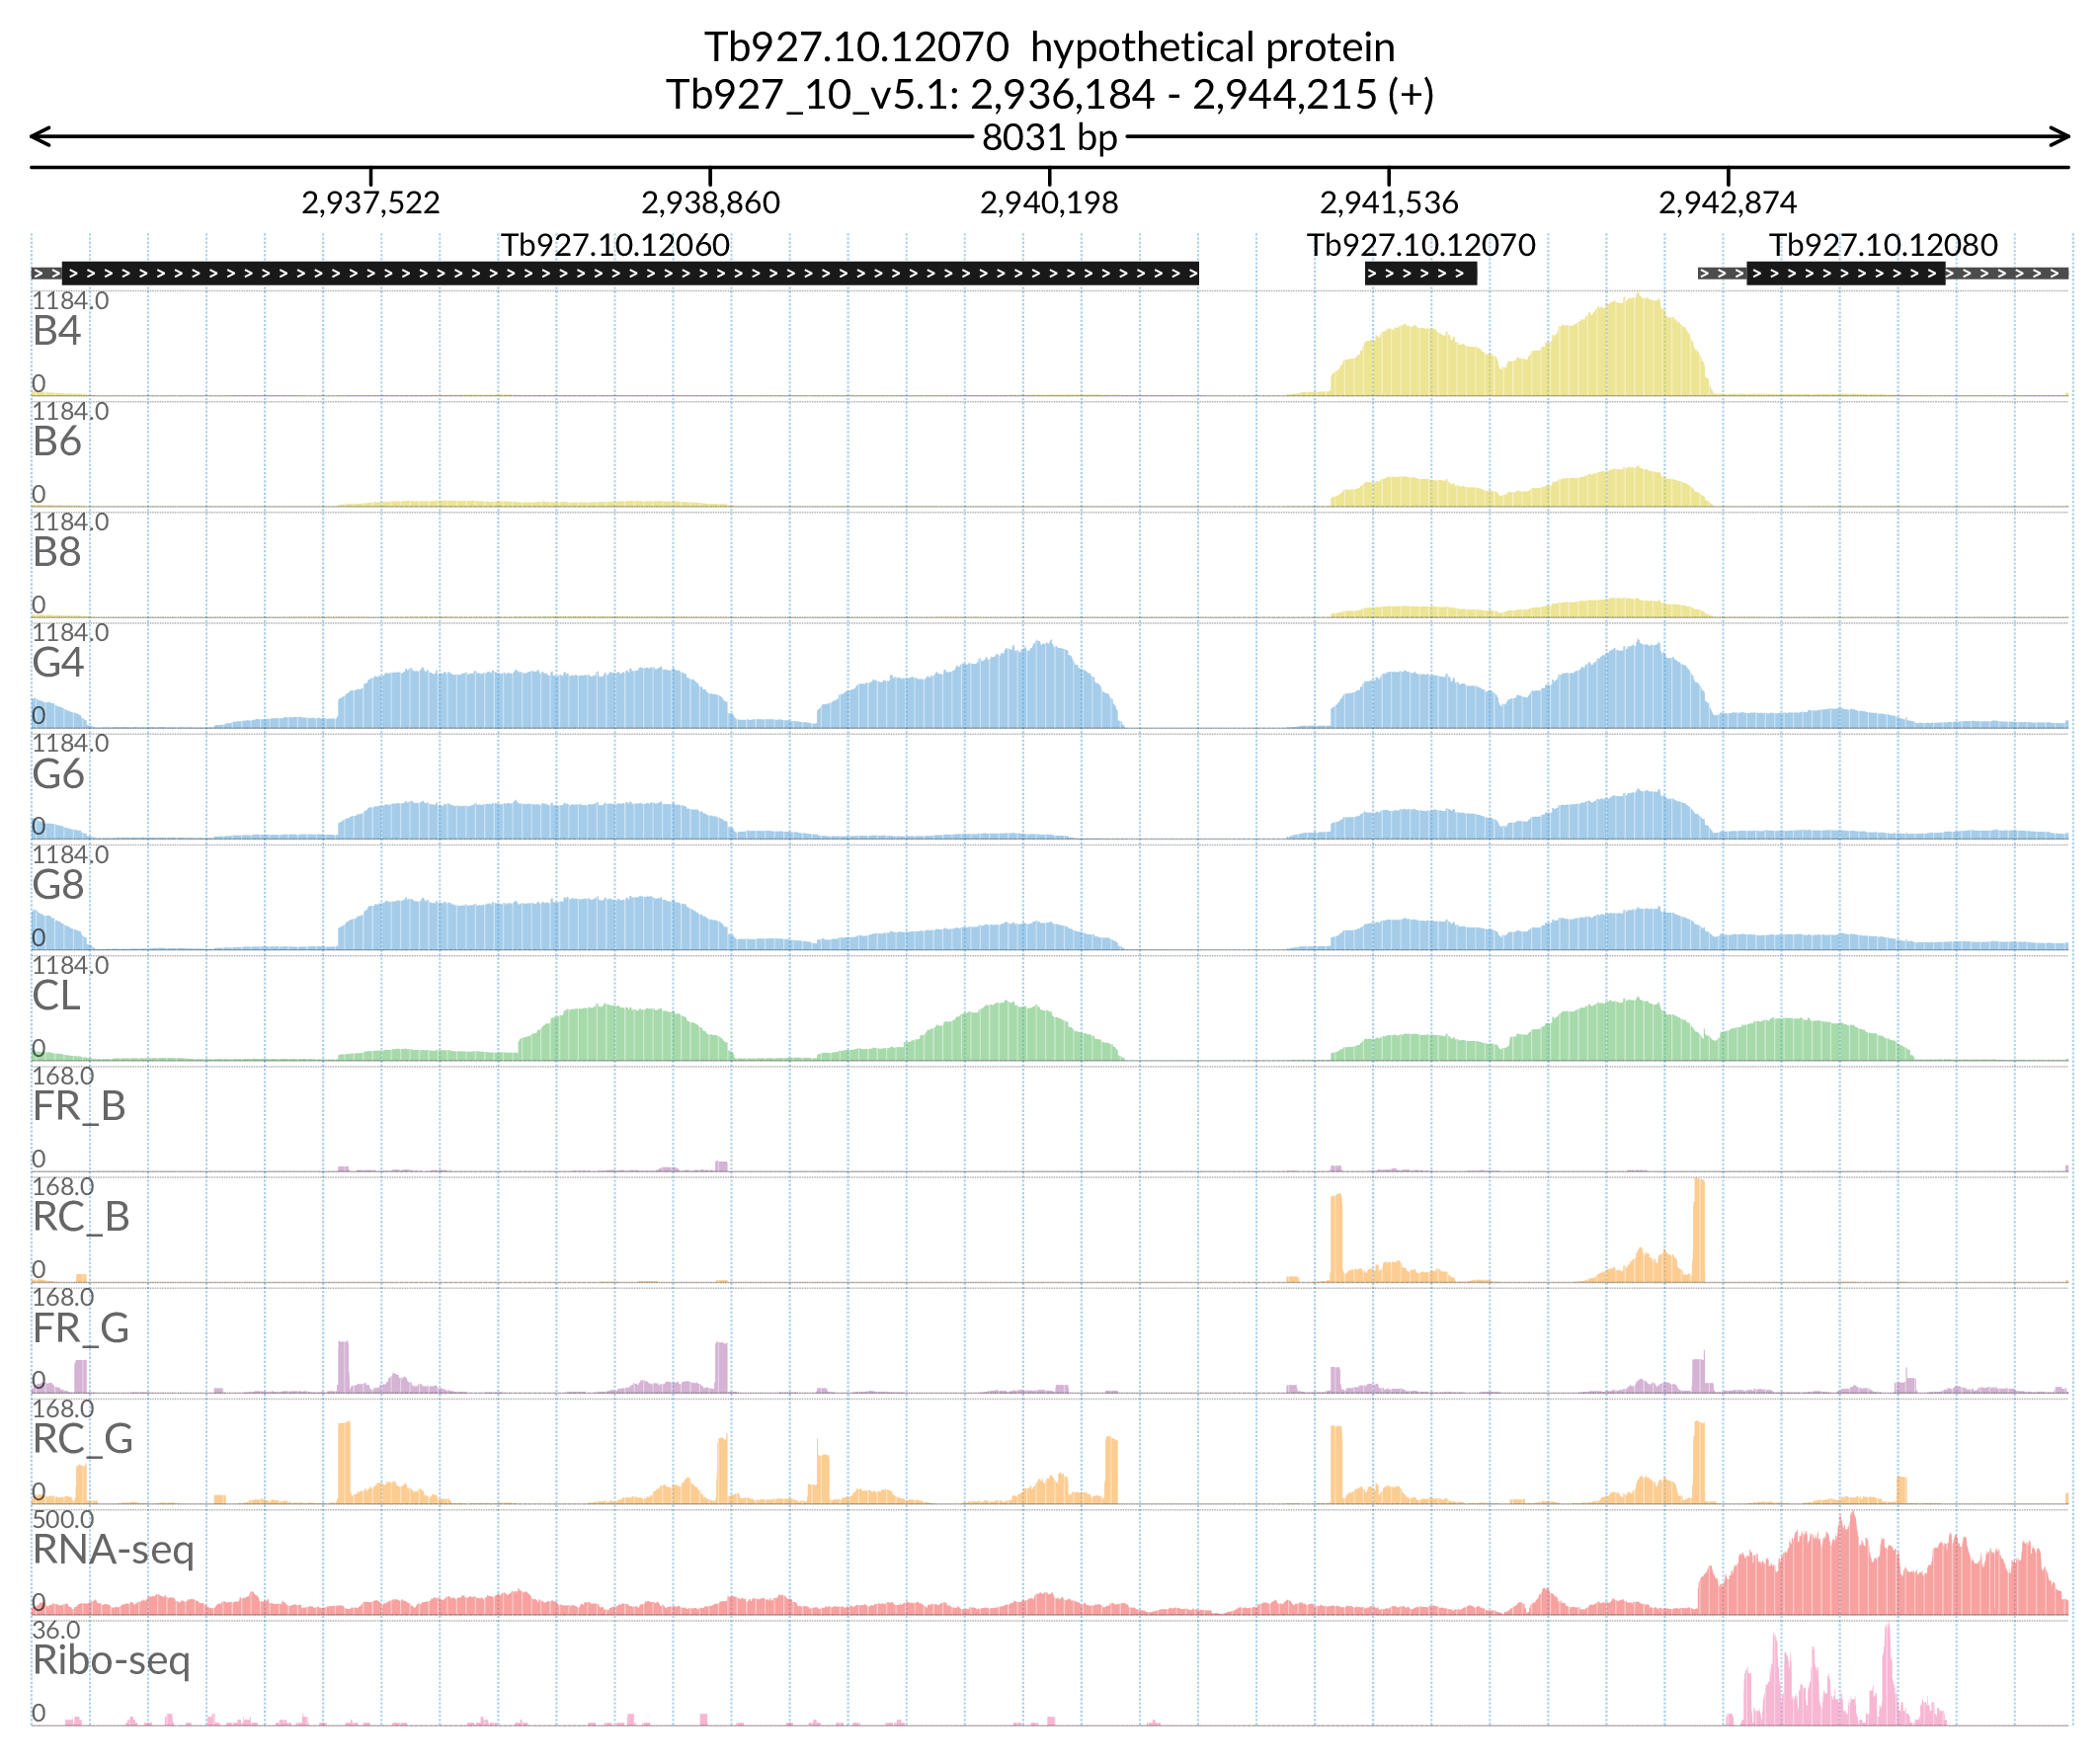 Tb927.10.12070 hypothetical protein
Tb927_10_v5.1: 2,936,184 - 2,944,215 (+)
8031 bp
2,937,522 2,938,860 2,940,198 2,941,536 2,942,874
Tb927.10.12060 Tb927.10.12070 Tb927.10.12080
1184.0
B4
0
1184.0
B6
0
1184.0
B8
0
1184.0
G4
0
1184.0
G6
0
1184.0
G8
0
1184.0
CL
0
168.0
FR_B
0
168.0
RC_B
0
168.0
FR_G
0
168.0
RC_G
0
500.0
RNA-seq
0
36.0
Ribo-seq
0